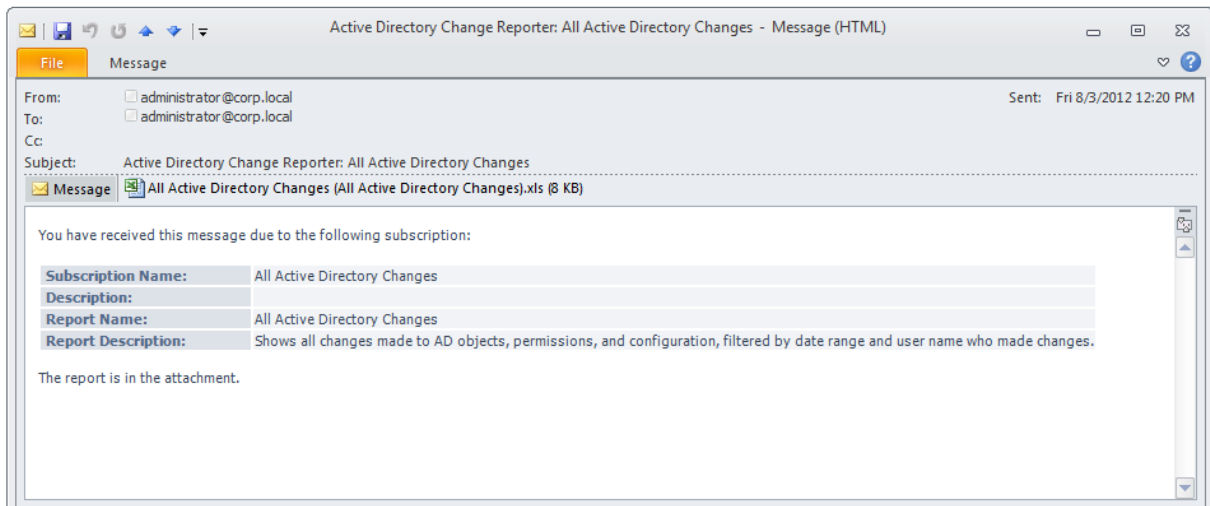 Active Directory Change Reporter: All Active Directory Changes - Message (HTML)
File Message
From: administrator@corp.local Sent: Fri 8/3/2012 12:20 PM
To: administrator@corp.local
Cc:
Subject: Active Directory Change Reporter: All Active Directory Changes
Message All Active Directory Changes (All Active Directory Changes).xls (8 KB)
You have received this message due to the following subscription:
Subscription Name: All Active Directory Changes
Description:
Report Name: All Active Directory Changes
Report Description: Shows all changes made to AD objects, permissions, and configuration, filtered by date range and user name who made changes.
The report is in the attachment.